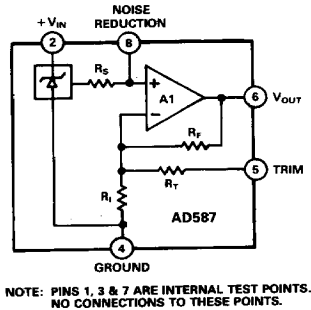 NOISE
REDUCTION
+VIN
2
8
RS
+
A1
−
6
VOUT
RF
5
TRIM
RT
RI
AD587
4
GROUND
NOTE: PINS 1, 3 & 7 ARE INTERNAL TEST POINTS.
NO CONNECTIONS TO THESE POINTS.